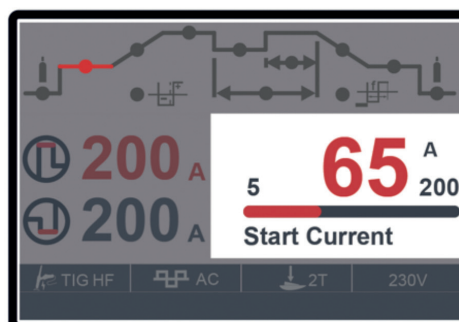 200 A
200 A
65 A
5 200
Start Current
TIG HF AC 2T 230V